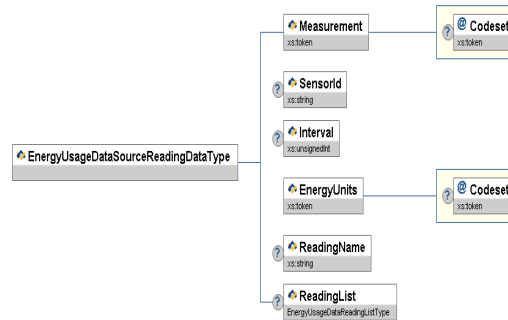 Measurement
xs:token
@ Codeset
xs:token
? SensorId
xs:string
? Interval
xs:unsignedInt
EnergyUsageDataSourceReadingDataType
EnergyUnits
xs:token
? @ Codeset
xs:token
? ReadingName
xs:string
? ReadingList
EnergyUsageDataReadingListType